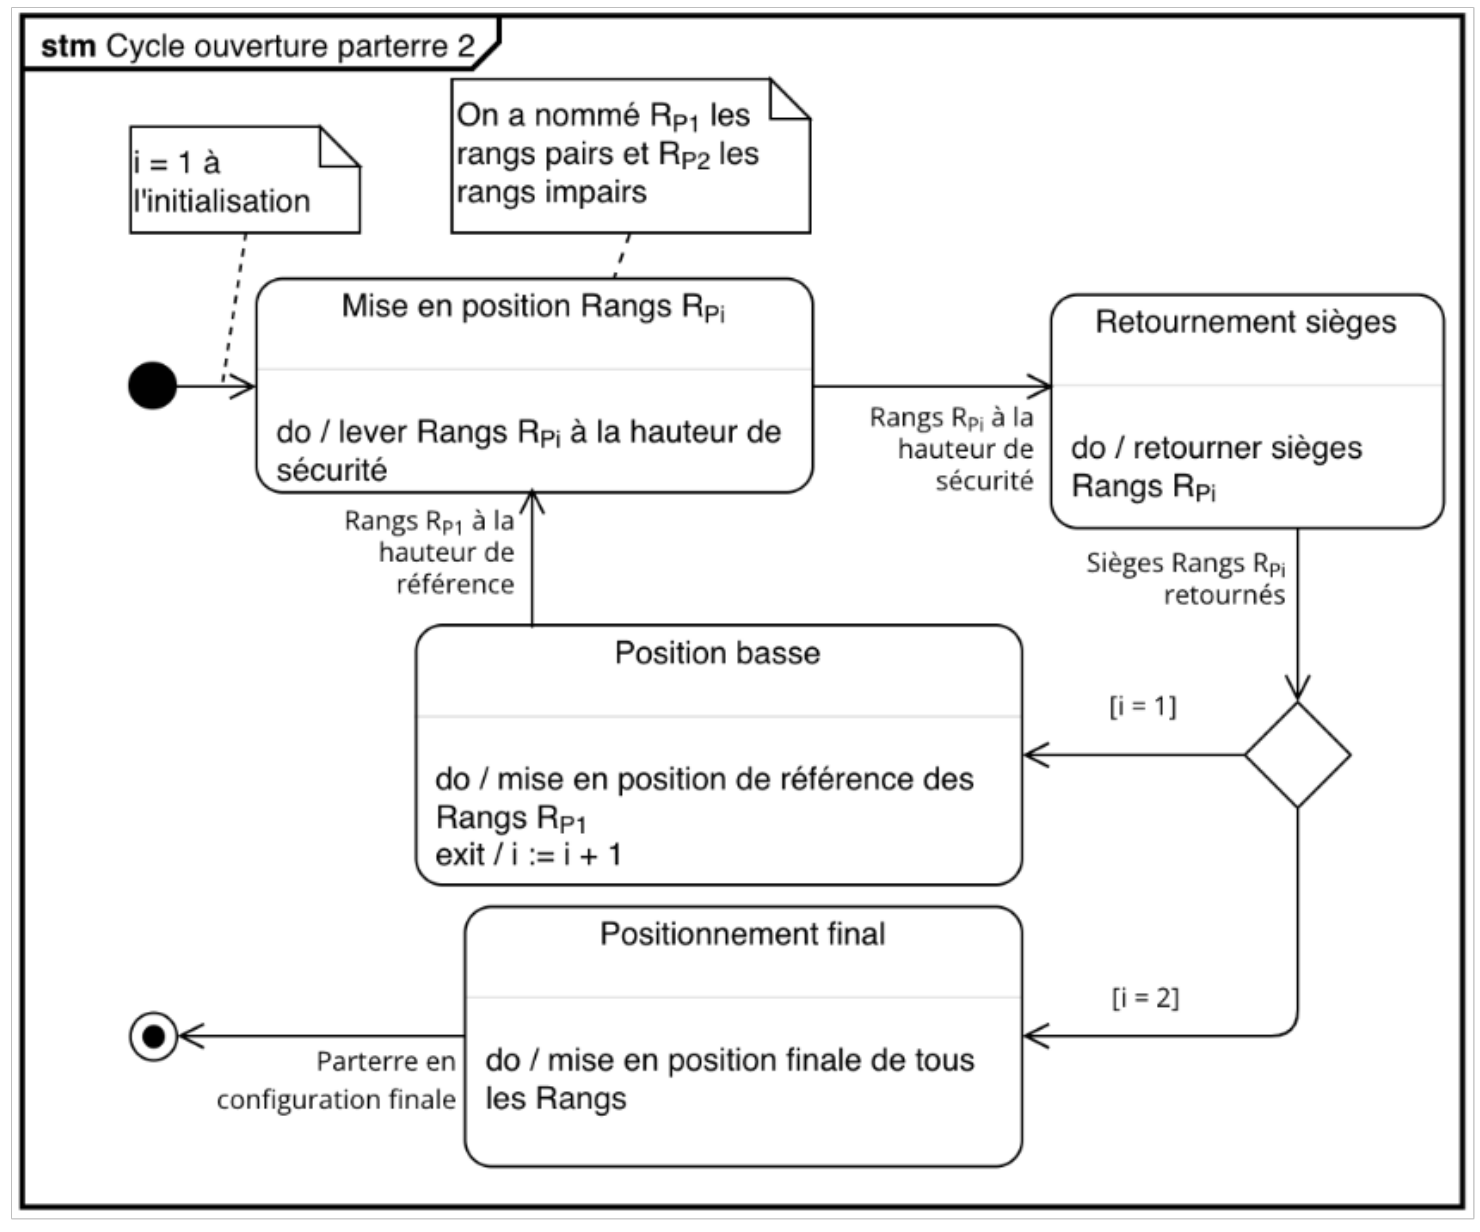 stm Cycle ouverture parterre 2
i = 1 à
l'initialisation
On a nommé RP1 les
rangs pairs et RP2 les
rangs impairs
Mise en position Rangs RPi
do / lever Rangs RPi à la hauteur de
sécurité
Rangs RPi à la
hauteur de
sécurité
Retournement sièges
do / retourner sièges
Rangs RPi
Rangs RP1 à la
hauteur de
référence
Sièges Rangs RPi
retournés
Position basse
do / mise en position de référence des
Rangs RP1
exit / i := i + 1
[i = 1]
Positionnement final
do / mise en position finale de tous
les Rangs
[i = 2]
Parterre en
configuration finale